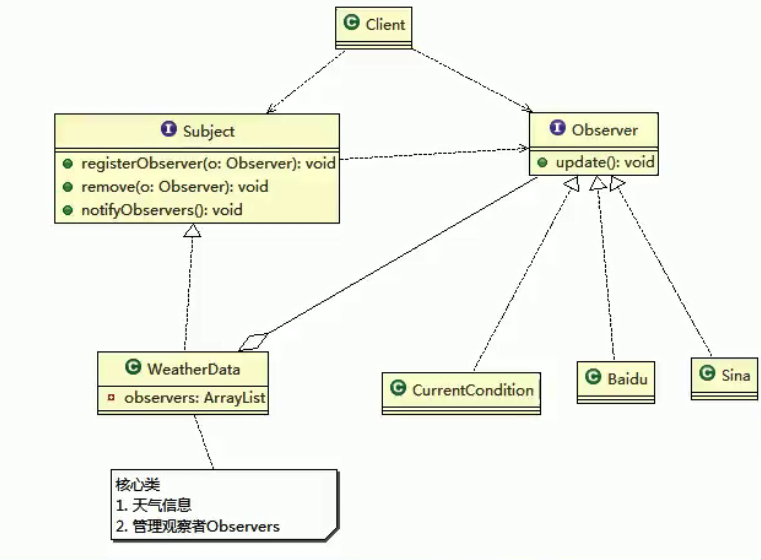 Client
Subject
registerObserver(o: Observer): void
remove(o: Observer): void
notifyObservers(): void
Observer
update(): void
WeatherData
observers: ArrayList
CurrentCondition
Baidu
Sina
核心类
1. 天气信息
2. 管理观察者Observers